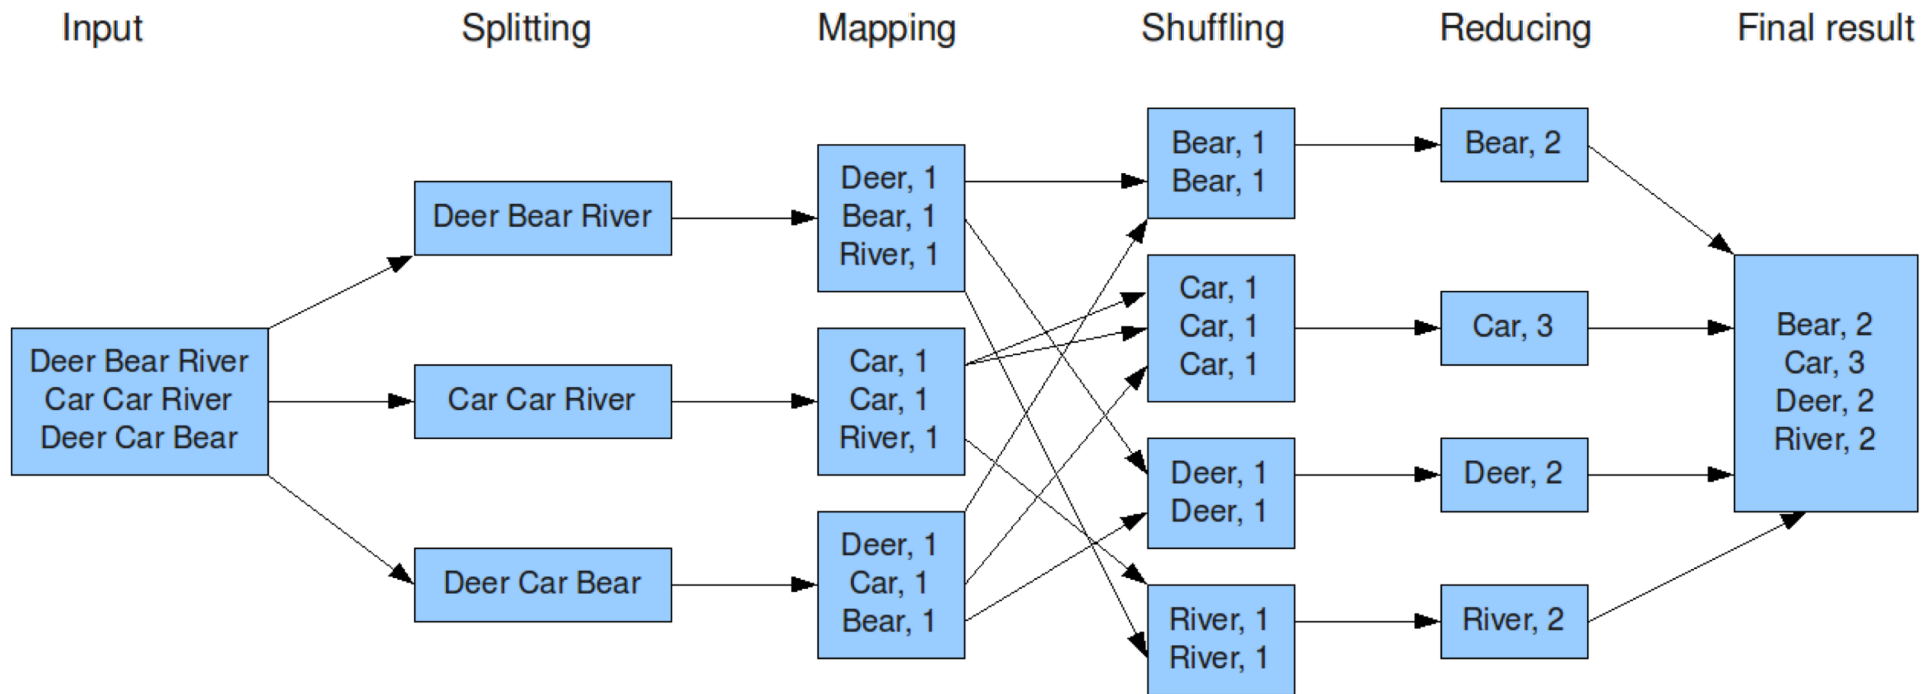 Input
Splitting
Mapping
Shuffling
Reducing
Final result
Deer Bear River
Car Car River
Deer Car Bear
Deer Bear River
Car Car River
Deer Car Bear
Deer, 1
Bear, 1
River, 1
Car, 1
Car, 1
River, 1
Deer, 1
Car, 1
Bear, 1
Bear, 1
Bear, 1
Car, 1
Car, 1
Car, 1
Deer, 1
Deer, 1
River, 1
River, 1
Bear, 2
Car, 3
Deer, 2
River, 2
Bear, 2
Car, 3
Deer, 2
River, 2